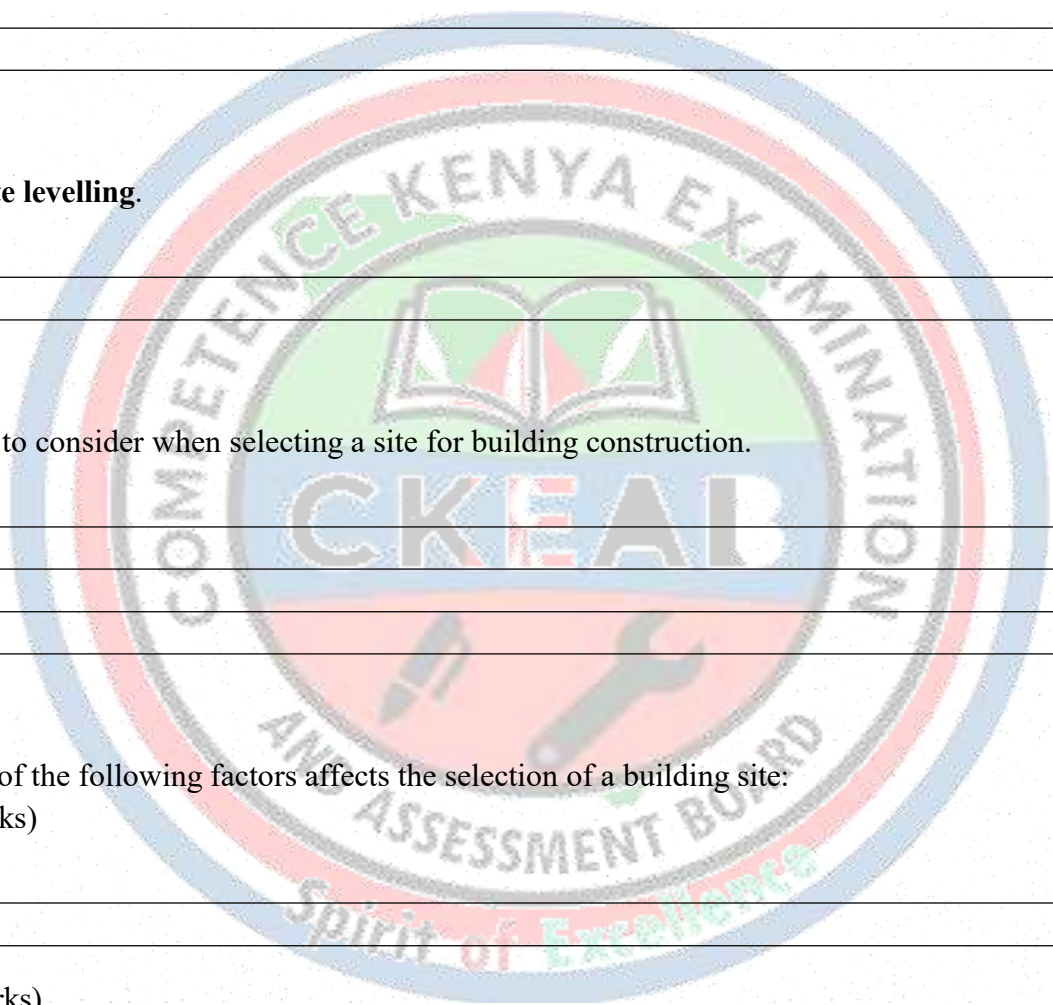 te levelling.
COMPETENCE KENYA EXAMINATION
to consider when selecting a site for building construction.
CKEAB
of the following factors affects the selection of a building site:
ks)
AND ASSESSMENT BOARD
Spirit of Excellence
rks)